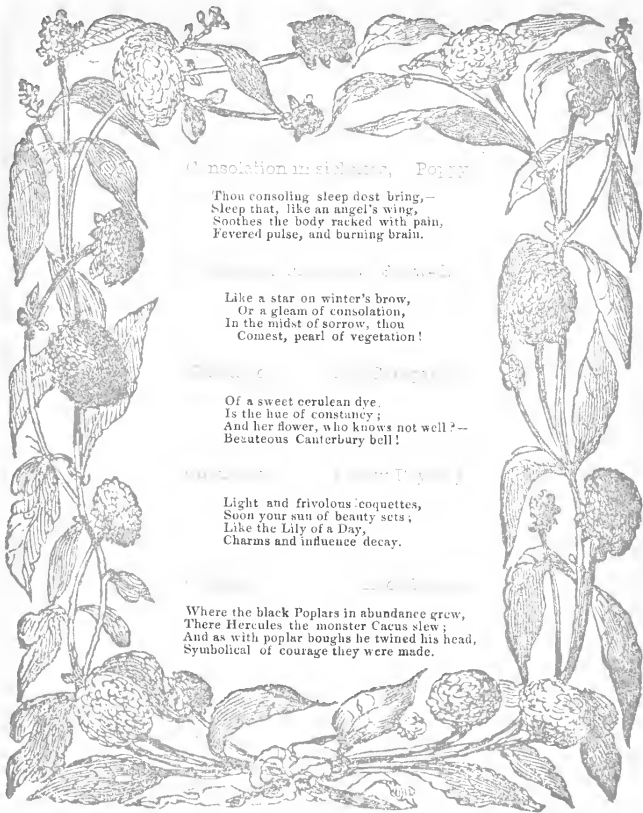 Consolation in sickness, Poppy
Thou consoling sleep dost bring,—
Sleep that, like an angel's wing,
Soothes the body racked with pain,
Fevered pulse, and burning brain.
Like a star on winter's brow,
Or a gleam of consolation,
In the midst of sorrow, thou
Comest, pearl of vegetation!
Of a sweet cerulean dye,
Is the hue of constancy;
And her flower, who knows not well?—
Beauteous Canterbury bell!
Light and frivolous coquettes,
Soon your sun of beauty sets;
Like the Lily of a Day,
Charms and influence decay.
Where the black Poplars in abundance grew,
There Hercules the monster Cacus slew;
And as with poplar boughs he twined his head,
Symbolical of courage they were made.